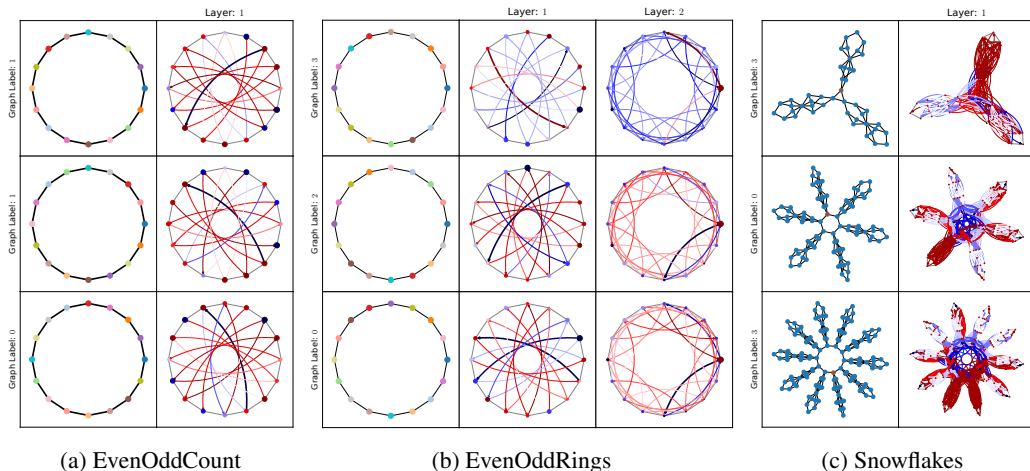 Layer: 1
Layer: 1
Layer: 2
Layer: 1
Graph Label: 1
Graph Label: 3
Graph Label: 3
Graph Label: 1
Graph Label: 2
Graph Label: 0
Graph Label: 0
Graph Label: 0
Graph Label: 3
(a) EvenOddCount
(b) EvenOddRings
(c) Snowflakes